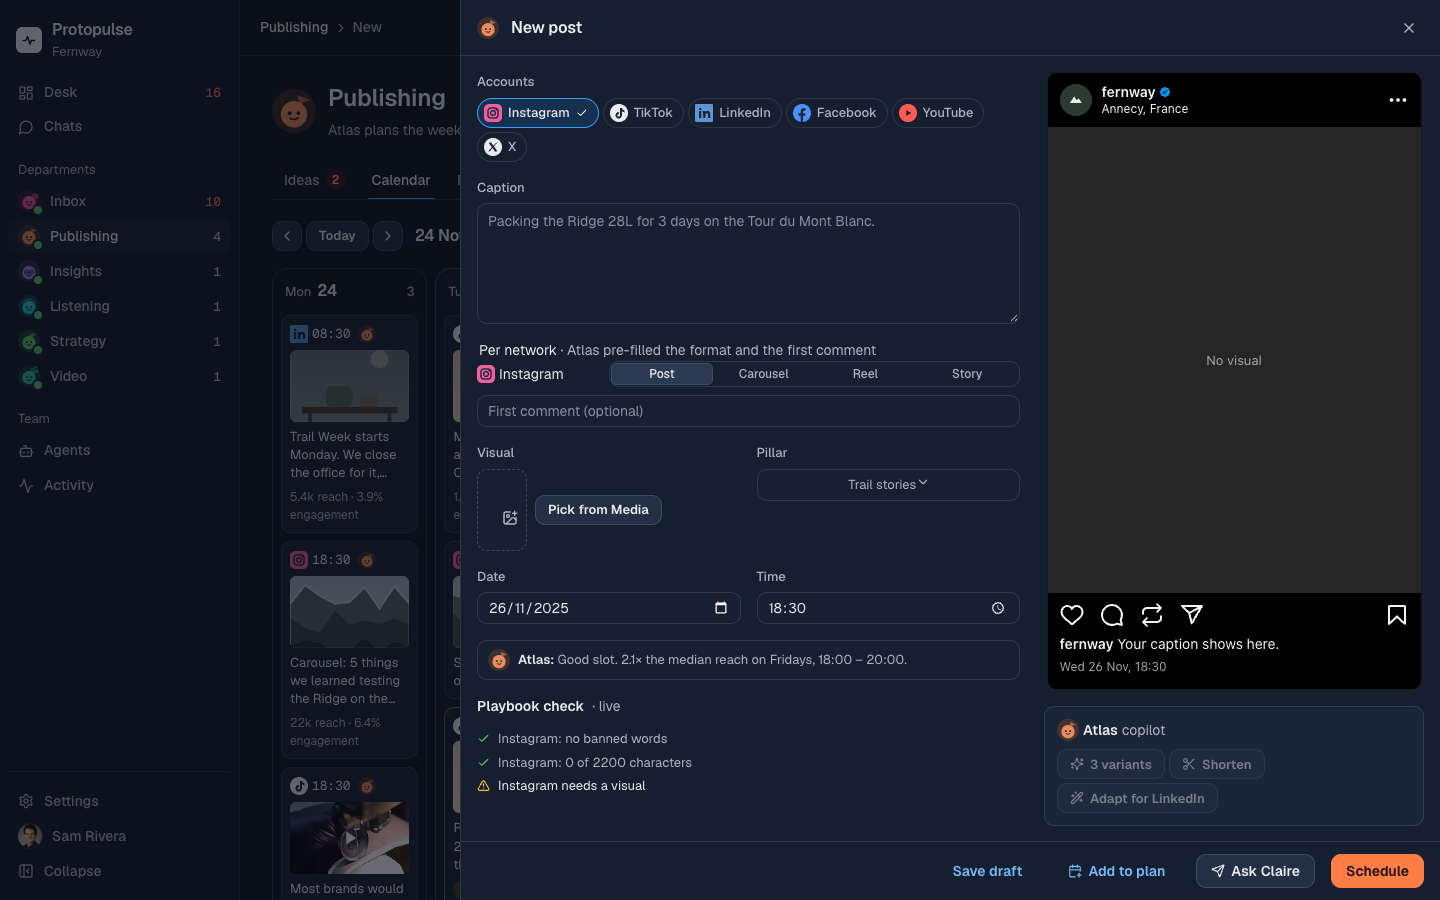 Protopulse
Fernway
Desk 16
Chats
Departments
Inbox 10
Publishing 4
Insights 1
Listening 1
Strategy 1
Video 1
Team
Agents
Activity
Settings
Sam Rivera
Collapse
Publishing New
Publishing
Atlas plans the week
Ideas 2
Calendar
Today
24 No
Mon 24 3
08:30
Trail Week starts
Monday. We close
the office for it,...
5.4k reach · 3.9%
engagement
18:30
Carousel: 5 things
we learned testing
the Ridge on the...
22k reach · 6.4%
engagement
18:30
Most brands would
New post
Accounts
Instagram
TikTok
LinkedIn
Facebook
YouTube
X
Caption
Packing the Ridge 28L for 3 days on the Tour du Mont Blanc.
Per network · Atlas pre-filled the format and the first comment
Instagram
Post
Carousel
Reel
Story
First comment (optional)
Visual
Pick from Media
Pillar
Trail stories
Date
26/11/2025
Time
18:30
Atlas: Good slot. 2.1× the median reach on Fridays, 18:00 – 20:00.
Playbook check · live
Instagram: no banned words
Instagram: 0 of 2200 characters
Instagram needs a visual
fernway
Annecy, France
No visual
fernway Your caption shows here.
Wed 26 Nov, 18:30
Atlas copilot
3 variants
Shorten
Adapt for LinkedIn
Save draft
Add to plan
Ask Claire
Schedule